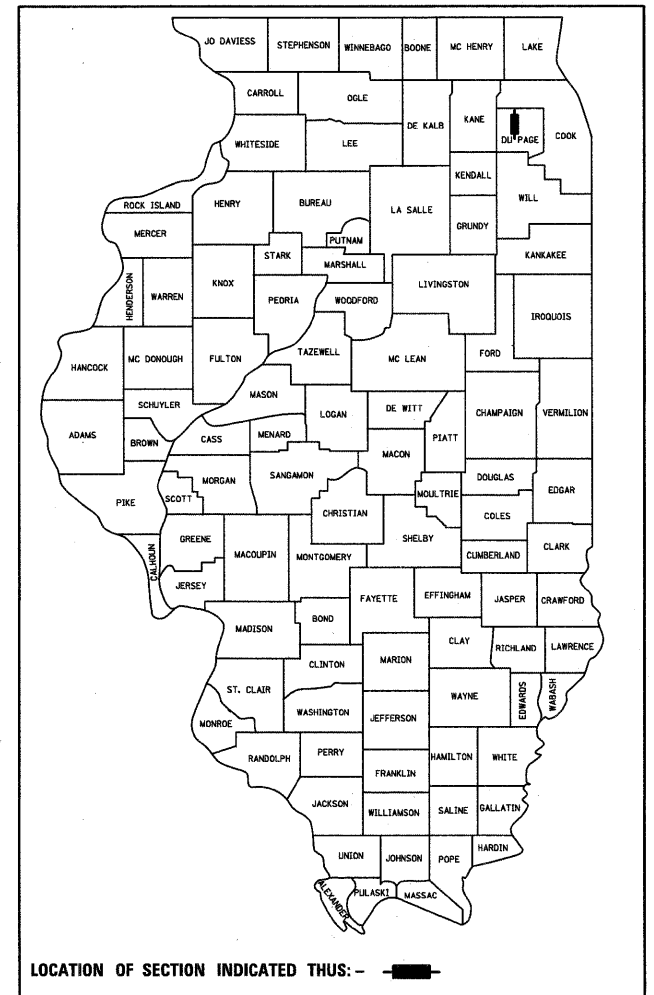 JO DAVIESS
STEPHENSON
WINNEBAGO
BOONE
MC HENRY
LAKE
CARROLL
OGLE
DE KALB
KANE
DU PAGE
COOK
WHITESIDE
LEE
KENDALL
WILL
ROCK ISLAND
HENRY
BUREAU
LA SALLE
GRUNDY
MERCER
PUTNAM
KANKAKEE
STARK
MARSHALL
HENDERSON
WARREN
KNOX
PEORIA
WOODFORD
LIVINGSTON
IROQUOIS
HANCOCK
MC DONOUGH
FULTON
TAZEWELL
MC LEAN
FORD
MASON
SCHUYLER
LOGAN
DE WITT
CHAMPAIGN
VERMILION
ADAMS
BROWN
CASS
MENARD
MACON
PIATT
PIKE
SCOTT
MORGAN
SANGAMON
MOULTRIE
DOUGLAS
EDGAR
CHRISTIAN
COLES
GREENE
MACOUPIN
MONTGOMERY
SHELBY
CUMBERLAND
CLARK
CALHOUN
JERSEY
FAYETTE
EFFINGHAM
JASPER
CRAWFORD
MADISON
BOND
CLAY
RICHLAND
LAWRENCE
CLINTON
MARION
ST. CLAIR
WAYNE
EDWARDS
WABASH
MONROE
WASHINGTON
JEFFERSON
RANDOLPH
PERRY
HAMILTON
WHITE
FRANKLIN
JACKSON
WILLIAMSON
SALINE
GALLATIN
UNION
JOHNSON
POPE
HARDIN
ALEXANDER
PULASKI
MASSAC
LOCATION OF SECTION INDICATED THUS: –